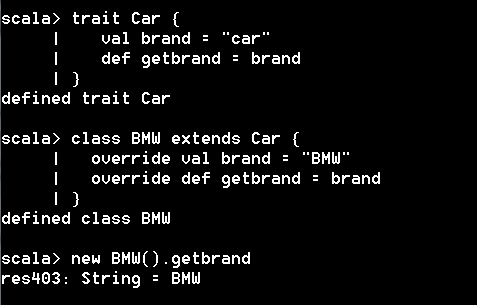 scala> trait Car {
     |    val brand = "car"
     |    def getbrand = brand
     | }
defined trait Car
scala> class BMW extends Car {
     |   override val brand = "BMW"
     |   override def getbrand = brand
     | }
defined class BMW
scala> new BMW().getbrand
res403: String = BMW